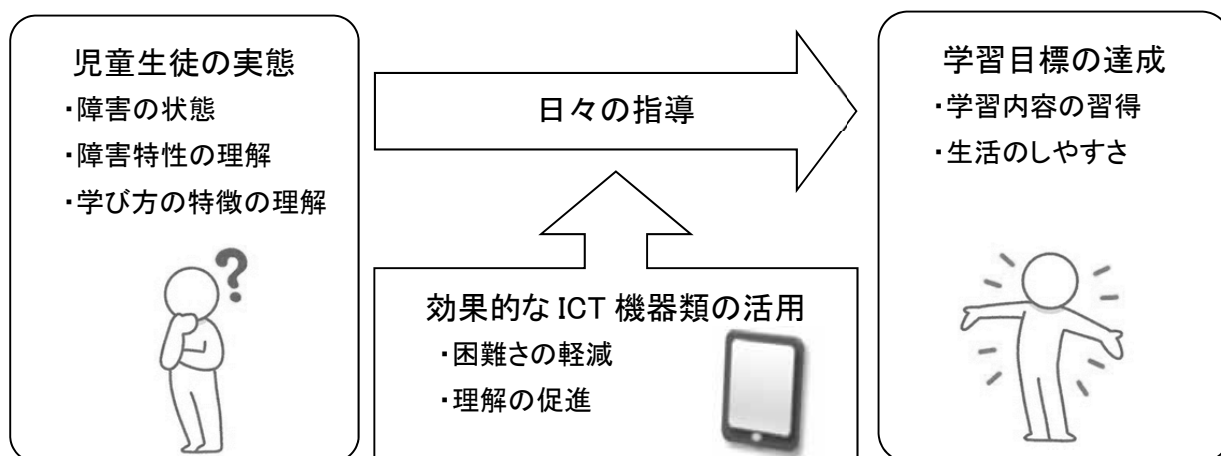 児童生徒の実態
・障害の状態
・障害特性の理解
・学び方の特徴の理解
日々の指導
効果的な ICT 機器類の活用
・困難さの軽減
・理解の促進
学習目標の達成
・学習内容の習得
・生活のしやすさ
?